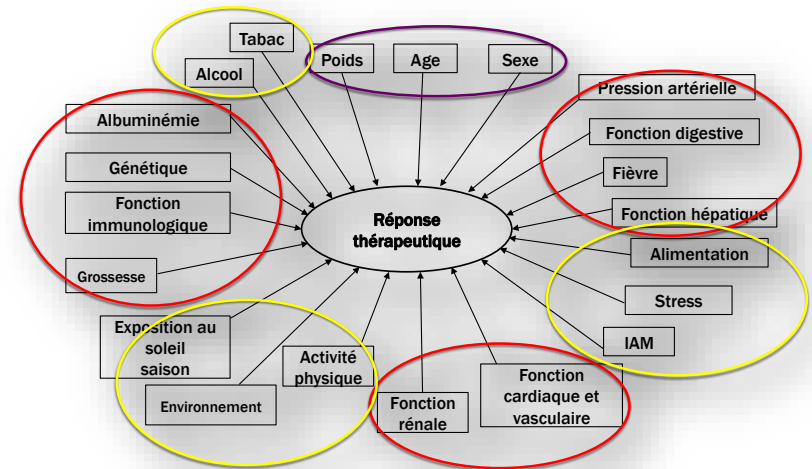 Tabac
Alcool
Poids
Age
Sexe
Pression artérielle
Albuminémie
Fonction digestive
Génétique
Fièvre
Fonction
immunologique
Réponse
thérapeutique
Fonction hépatique
Alimentation
Grossesse
Stress
Exposition au
soleil
saison
IAM
Activité
physique
Environnement
Fonction
rénale
Fonction
cardiaque et
vasculaire